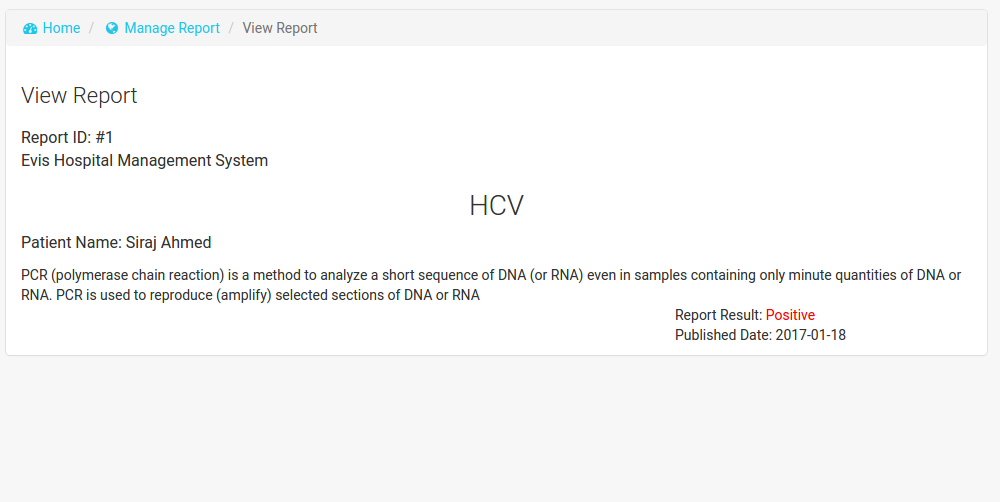 Home / Manage Report / View Report
View Report
Report ID: #1
Evis Hospital Management System
HCV
Patient Name: Siraj Ahmed
PCR (polymerase chain reaction) is a method to analyze a short sequence of DNA (or RNA) even in samples containing only minute quantities of DNA or
RNA. PCR is used to reproduce (amplify) selected sections of DNA or RNA
Report Result: Positive
Published Date: 2017-01-18